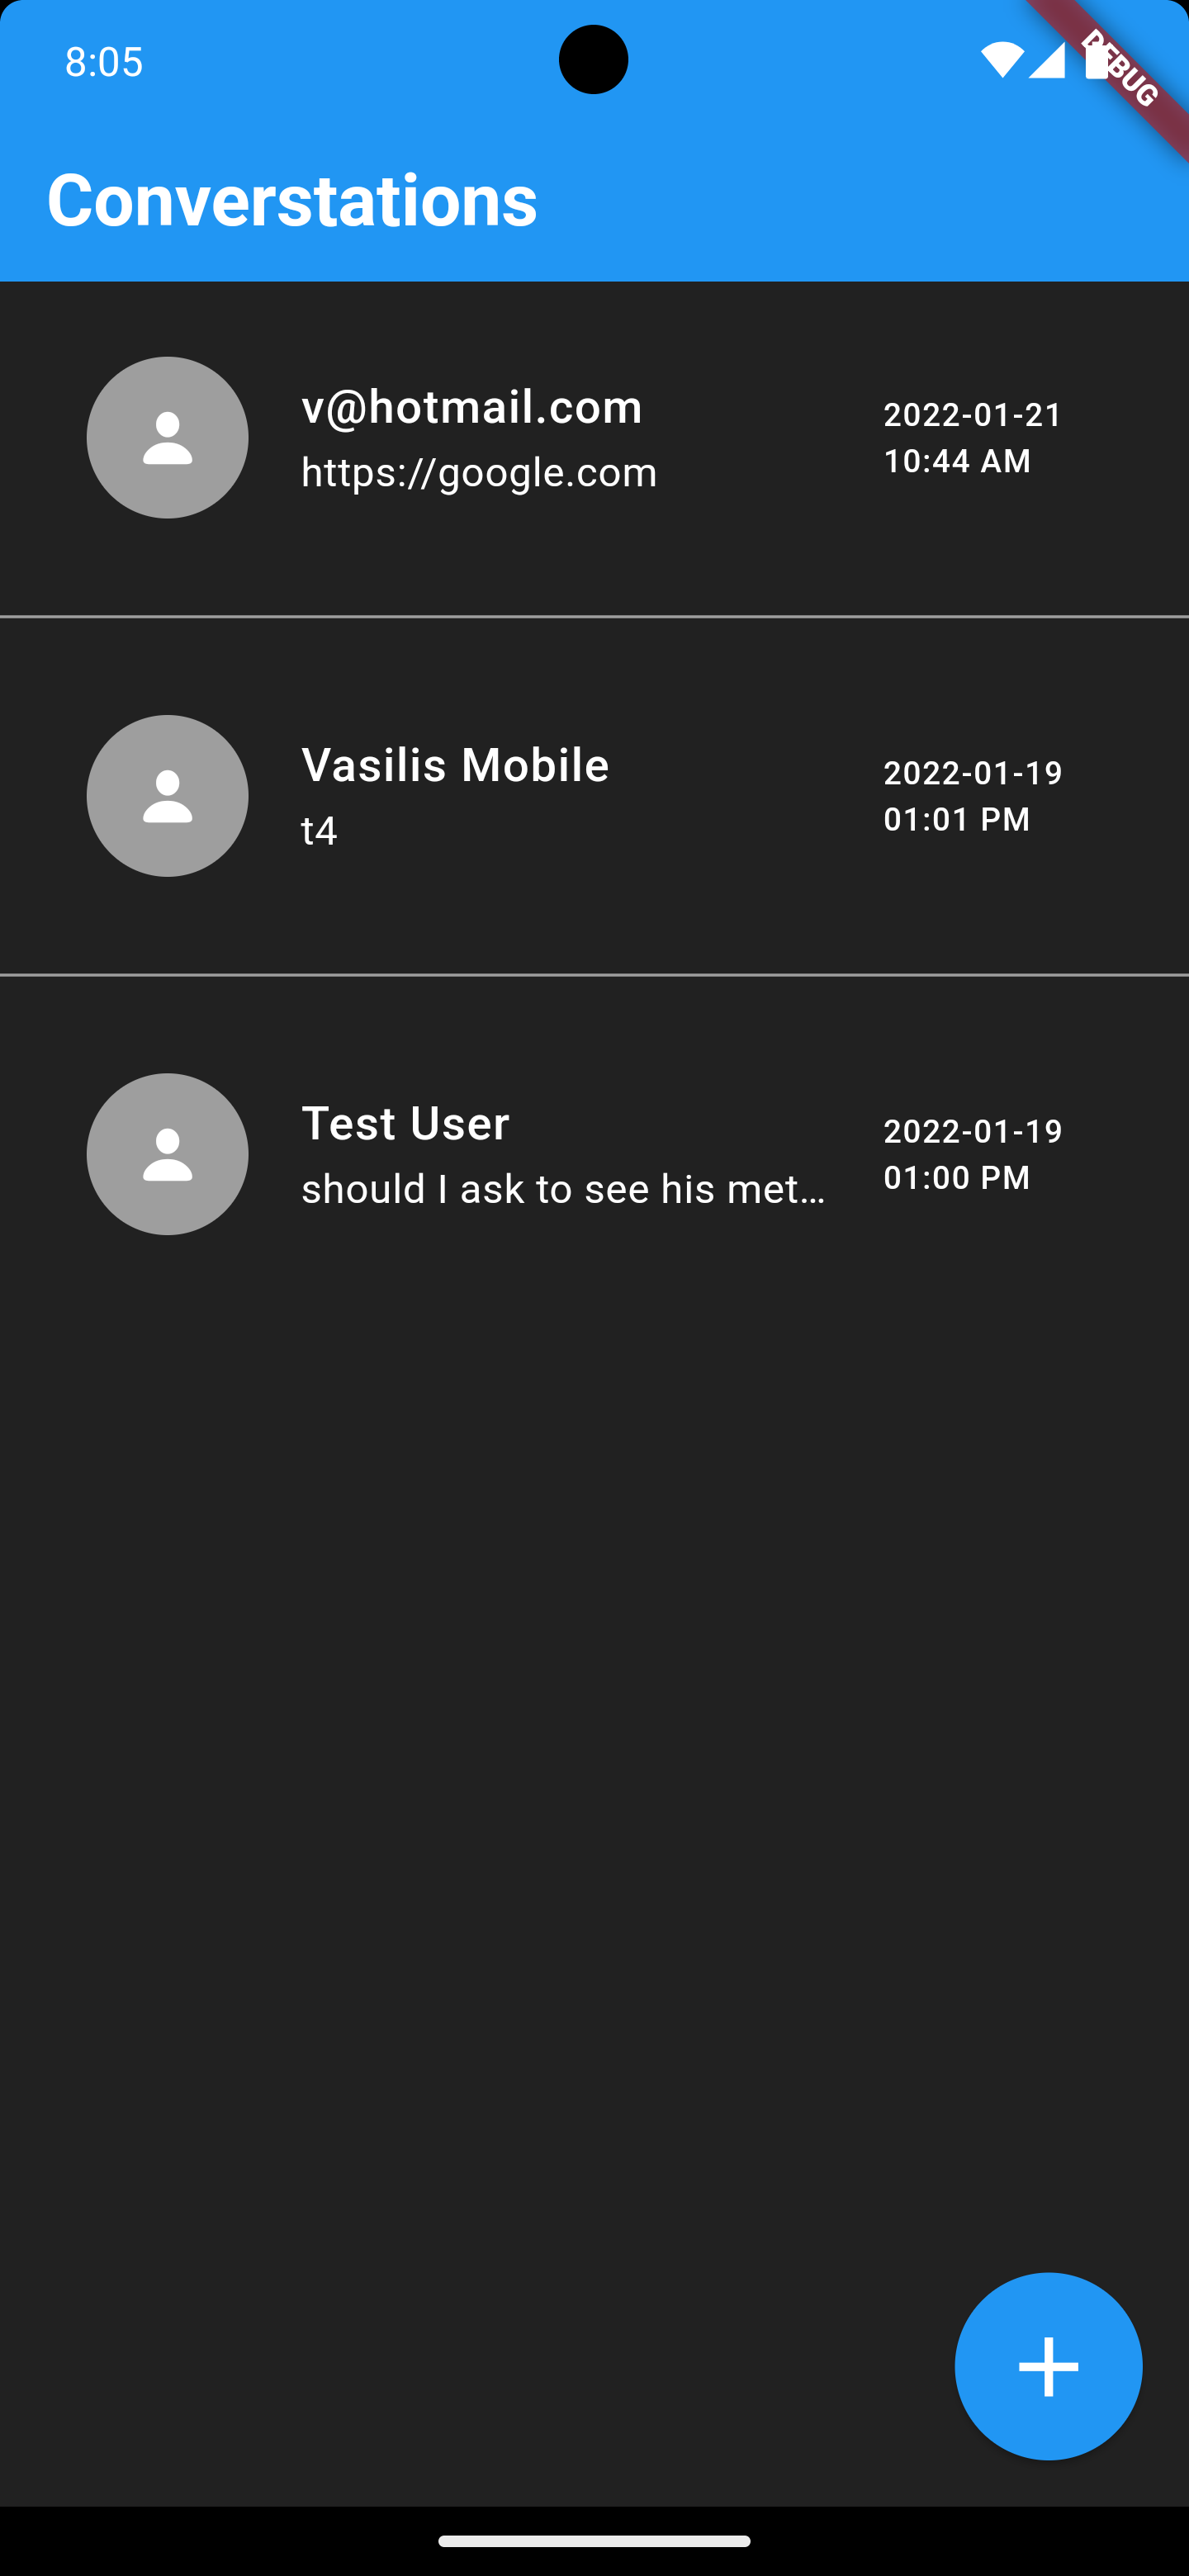 8:05
DEBUG
Converstations
v@hotmail.com
https://google.com
2022-01-21
10:44 AM
Vasilis Mobile
t4
2022-01-19
01:01 PM
Test User
should I ask to see his met...
2022-01-19
01:00 PM